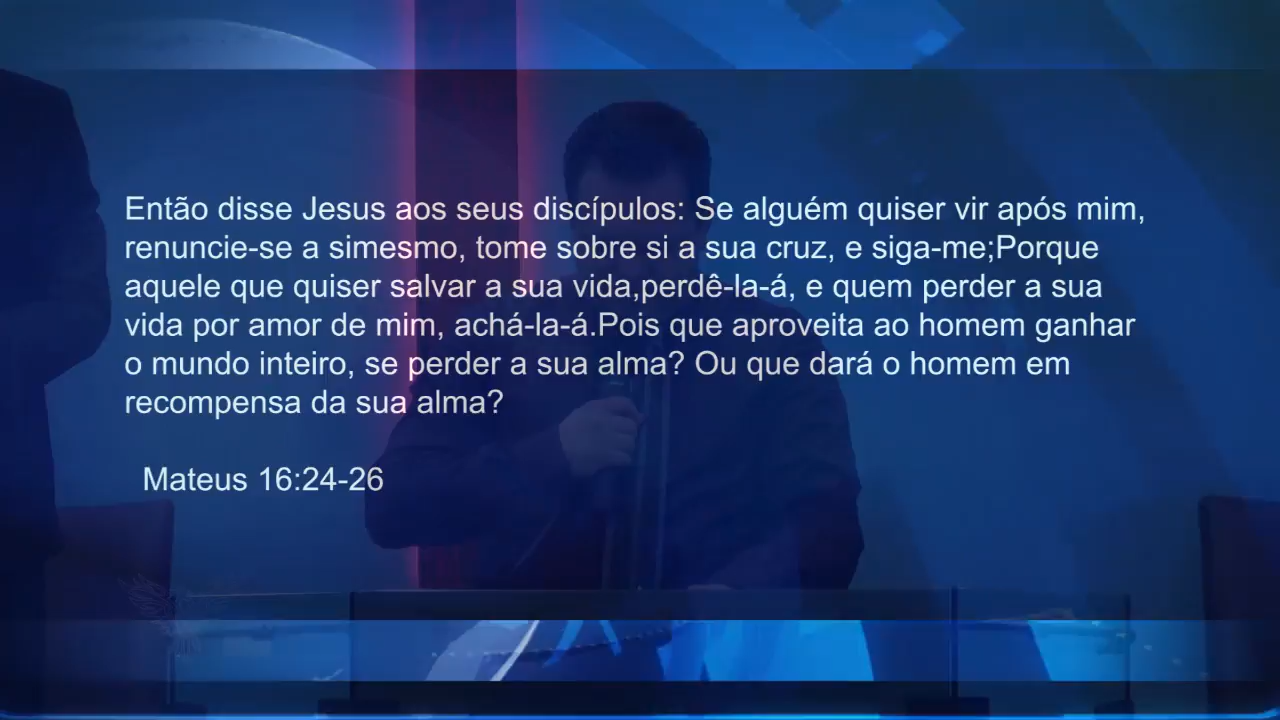 Então disse Jesus aos seus discípulos: Se alguém quiser vir após mim,
renuncie-se a simesmo, tome sobre si a sua cruz, e siga-me;Porque
aquele que quiser salvar a sua vida,perdê-la-á, e quem perder a sua
vida por amor de mim, achá-la-á.Pois que aproveita ao homem ganhar
o mundo inteiro, se perder a sua alma? Ou que dará o homem em
recompensa da sua alma?
Mateus 16:24-26